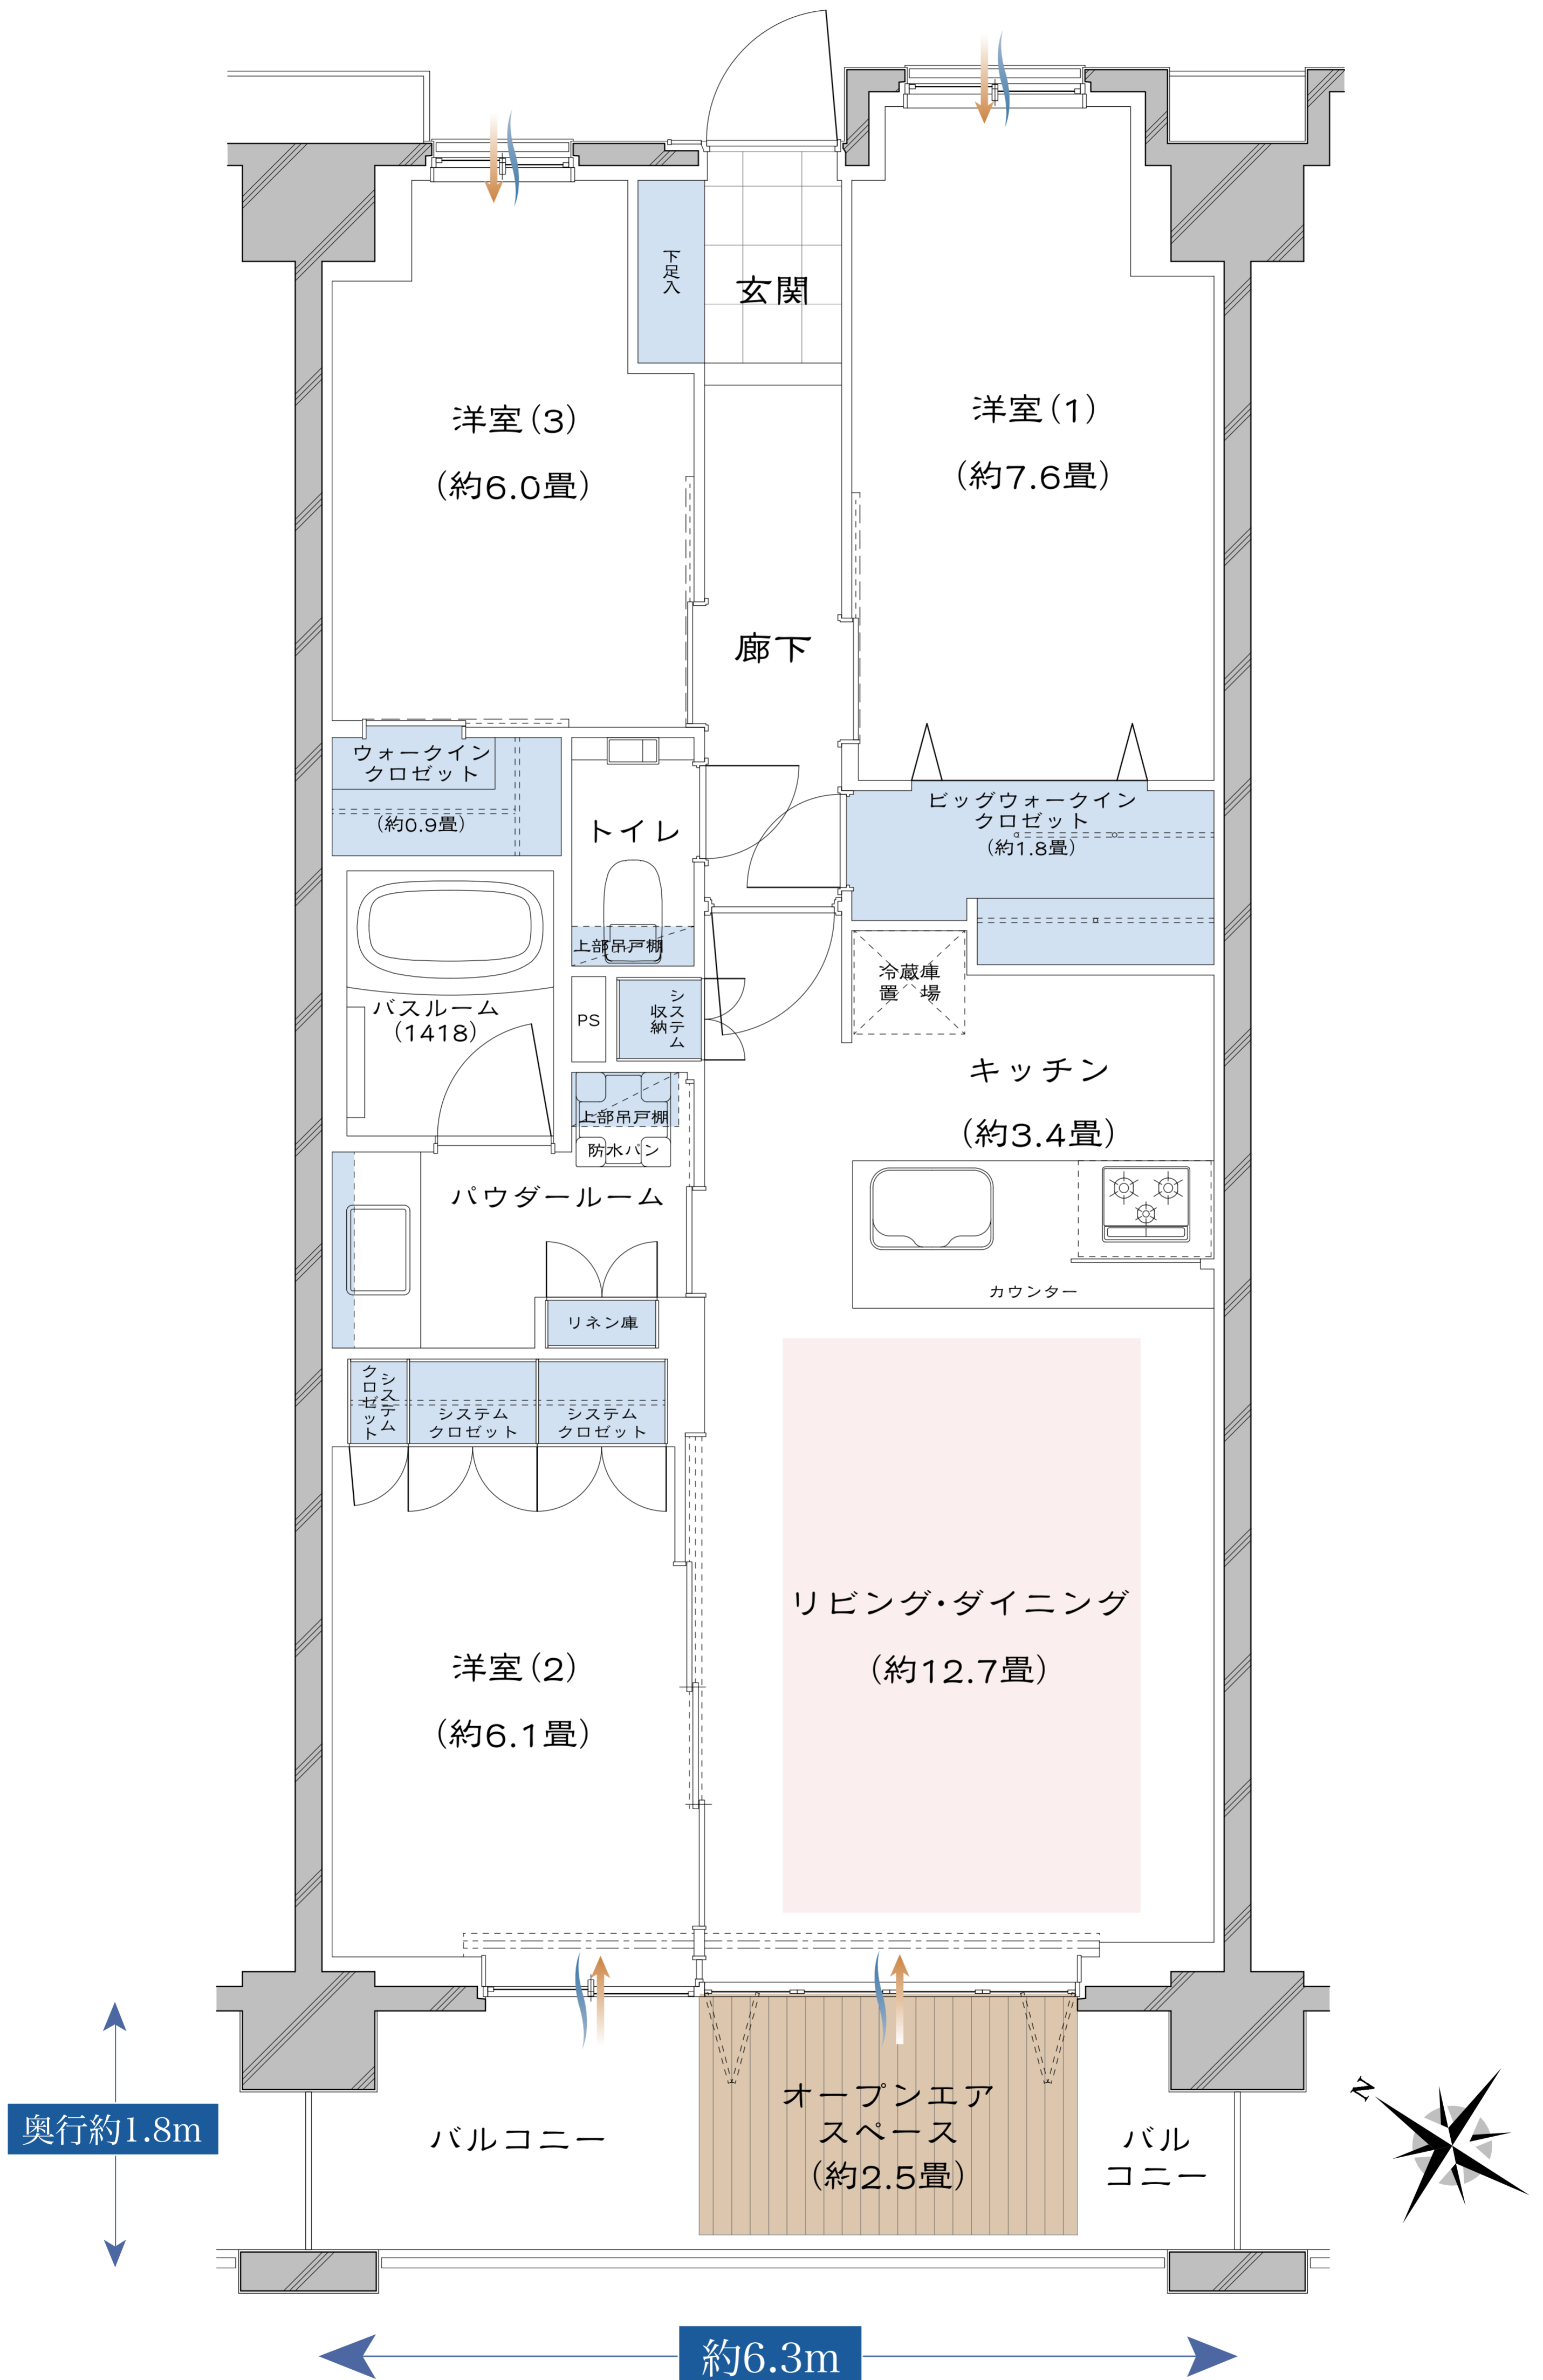 下足入
玄関
洋室(3)
(約6.0畳)
洋室(1)
(約7.6畳)
廊下
ウォークイン
クロゼット
(約0.9畳)
トイレ
上部吊戸棚
ビッグウォークイン
クロゼット
(約1.8畳)
冷蔵庫
置場
バスルーム
(1418)
PS
システム
収納
キッチン
(約3.4畳)
上部吊戸棚
防水パン
パウダールーム
カウンター
リネン庫
システム
クロゼット
システム
クロゼット
システム
クロゼット
洋室(2)
(約6.1畳)
リビング・ダイニング
(約12.7畳)
奥行約1.8m
バルコニー
オープンエア
スペース
(約2.5畳)
バル
コニー
N
約6.3m